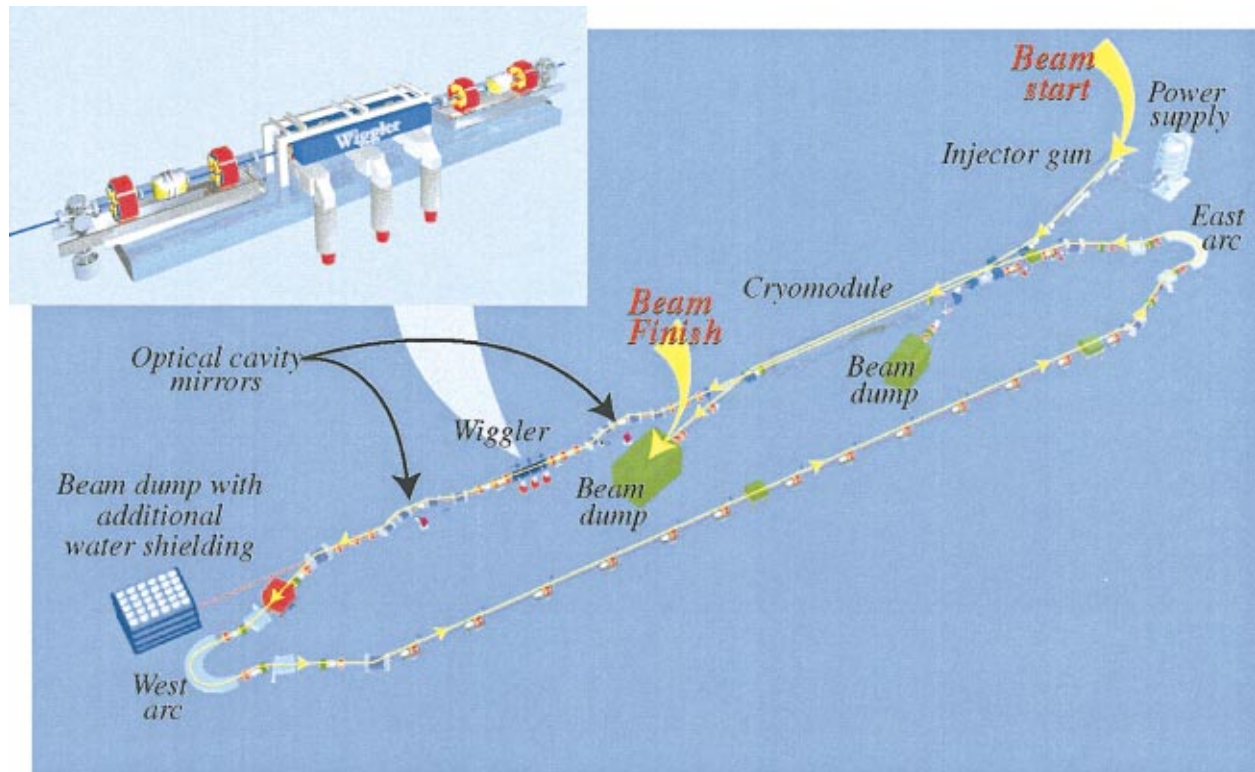 Wiggler
Beam
start
Power
supply
Injector gun
East
arc
Cryomodule
Beam
Finish
Optical cavity
mirrors
Beam
dump
Wiggler
Beam
dump
Beam dump with
additional
water shielding
West
arc